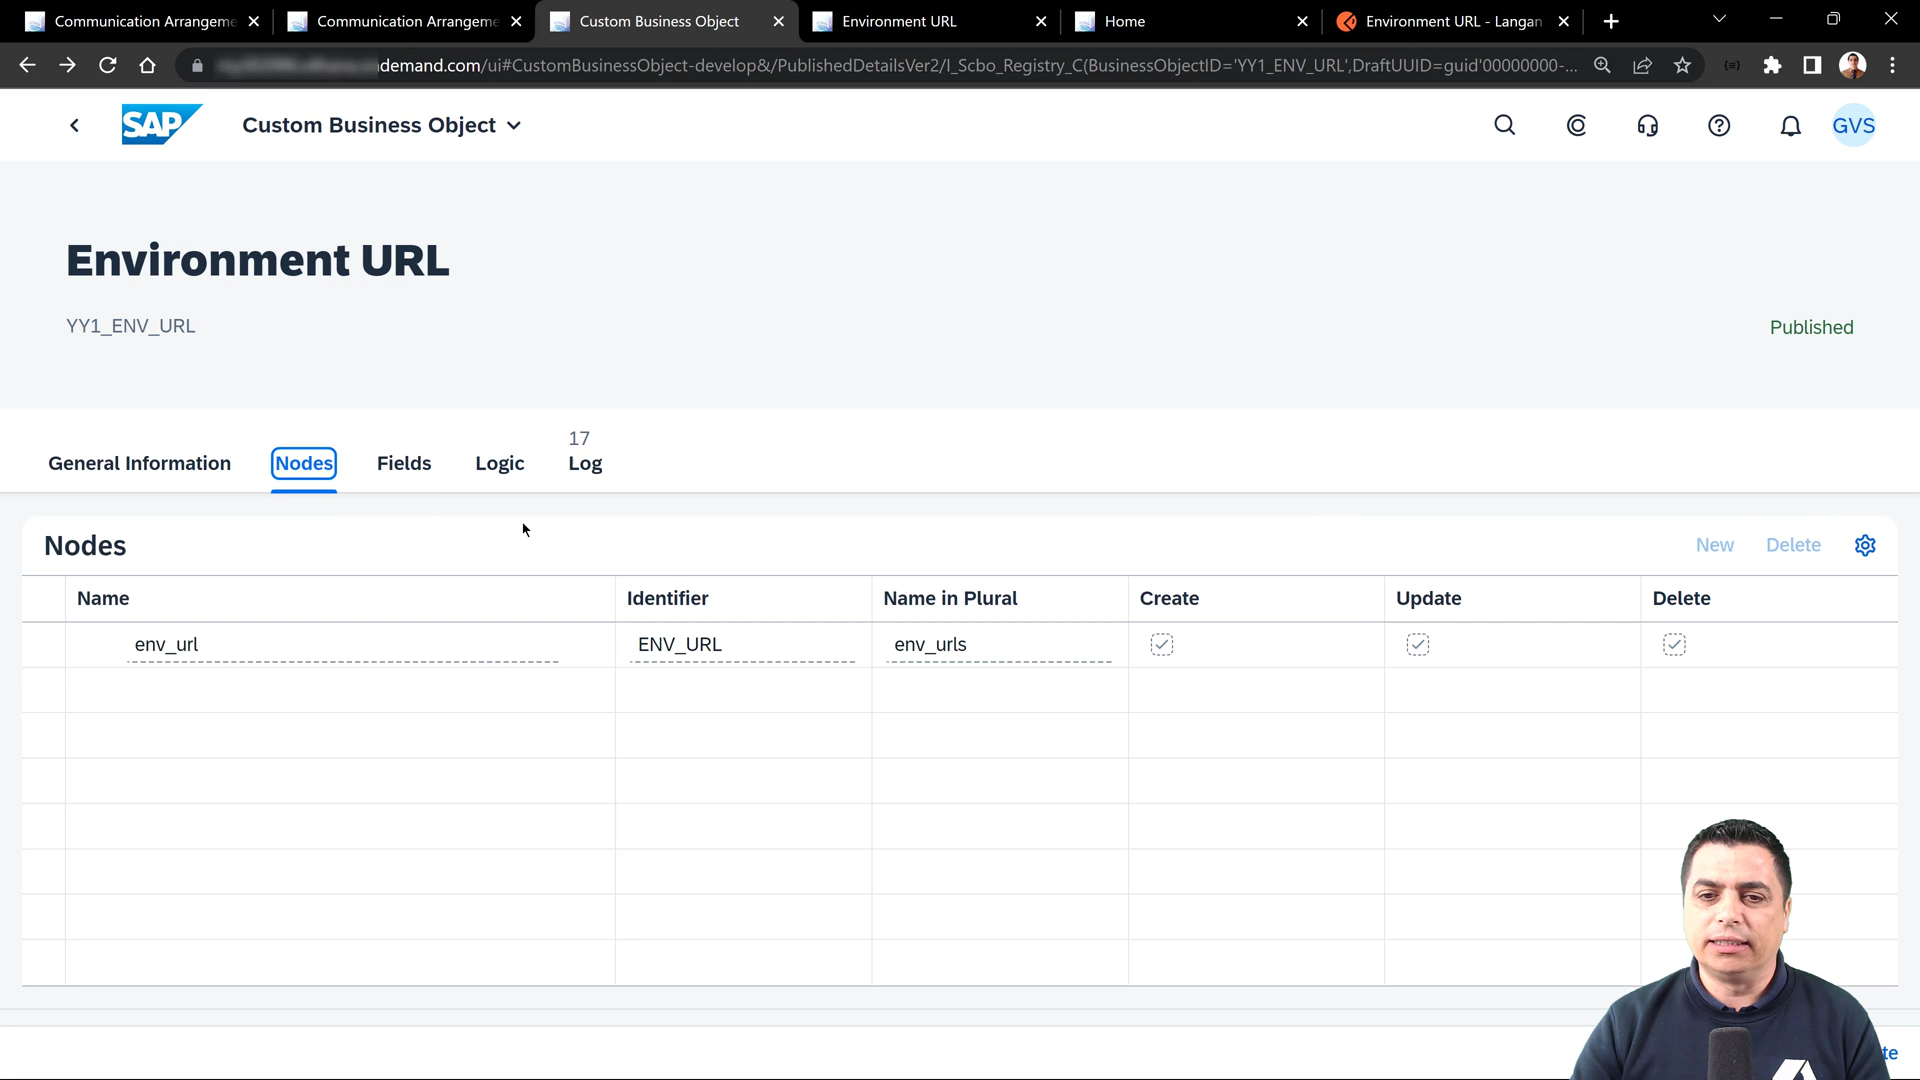 Communication Arrangeme
Communication Arrangeme
Custom Business Object
Environment URL
Home
Environment URL - Langan
demand.com/ui#CustomBusinessObject-develop&/PublishedDetailsVer2/I_Scbo_Registry_C(BusinessObjectID='YY1_ENV_URL',DraftUUID=guid'00000000-...
SAP
Custom Business Object
GVS
Environment URL
YY1_ENV_URL
Published
General Information
Nodes
Fields
Logic
17
Log
Nodes
New
Delete
Name
Identifier
Name in Plural
Create
Update
Delete
env_url
ENV_URL
env_urls
te